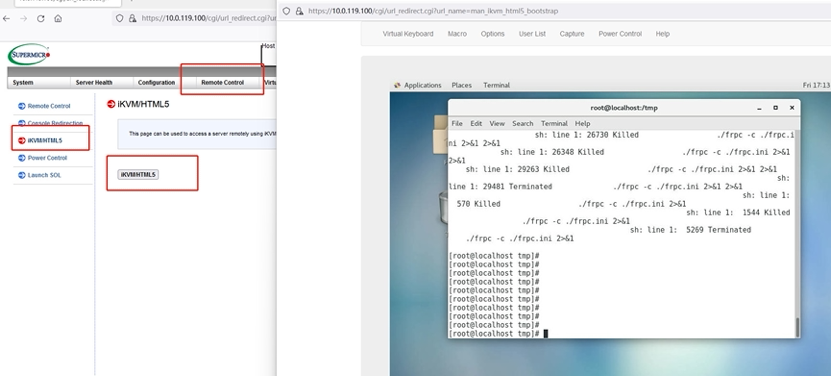 https://10.0.119.100/cgi/url_redirect.cgi?ur
https://10.0.119.100/cgi/url_redirect.cgi?url_name=man_ikvm_html5_bootstrap
SUPERMICR
Host
System Server Health Configuration Remote Control Virtu
Remote Control
Console Redirection
iKVM/HTML5
Power Control
Launch SOL
iKVM/HTML5
This page can be used to access a server remotely using iKVM
iKVM/HTML5
Virtual Keyboard Macro Options User List Capture Power Control Help
Applications Places Terminal Fri 17:13
root@localhost:/tmp
File Edit View Search Terminal Help
sh: line 1: 26730 Killed ./frpc -c ./frpc.i
ni 2>&1 2>&1
sh: line 1: 26348 Killed ./frpc -c ./frpc.ini 2>&1
2>&1
sh: line 1: 29263 Killed ./frpc -c ./frpc.ini 2>&1 2>&1
sh:
line 1: 29481 Terminated ./frpc -c ./frpc.ini 2>&1 2>&1
sh: line 1:
570 Killed ./frpc -c ./frpc.ini 2>&1
sh: line 1: 1544 Killed
./frpc -c ./frpc.ini 2>&1
sh: line 1: 5269 Terminated
./frpc -c ./frpc.ini 2>&1
[root@localhost tmp]#
[root@localhost tmp]#
[root@localhost tmp]#
[root@localhost tmp]#
[root@localhost tmp]#
[root@localhost tmp]#
[root@localhost tmp]#
[root@localhost tmp]#
[root@localhost tmp]#